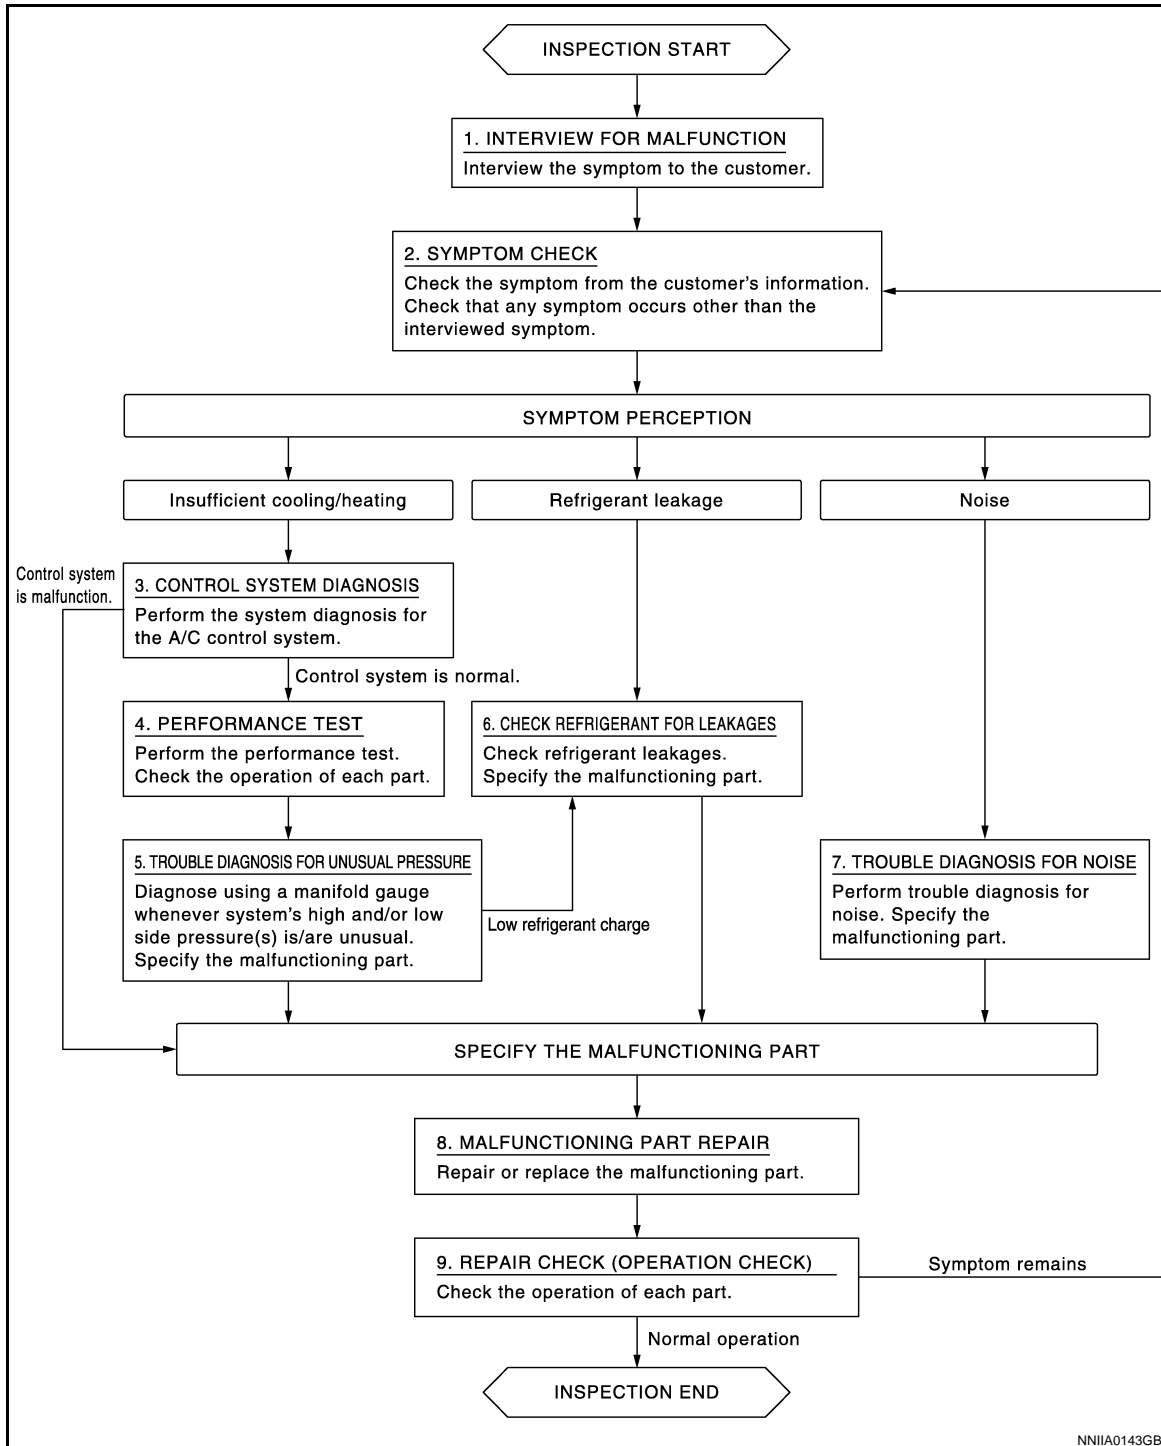 INSPECTION START
1. INTERVIEW FOR MALFUNCTION
Interview the symptom to the customer.
2. SYMPTOM CHECK
Check the symptom from the customer's information.
Check that any symptom occurs other than the
interviewed symptom.
SYMPTOM PERCEPTION
Insufficient cooling/heating
Refrigerant leakage
Noise
Control system
is malfunction.
3. CONTROL SYSTEM DIAGNOSIS
Perform the system diagnosis for
the A/C control system.
Control system is normal.
4. PERFORMANCE TEST
Perform the performance test.
Check the operation of each part.
6. CHECK REFRIGERANT FOR LEAKAGES
Check refrigerant leakages.
Specify the malfunctioning part.
5. TROUBLE DIAGNOSIS FOR UNUSUAL PRESSURE
Diagnose using a manifold gauge
whenever system's high and/or low
side pressure(s) is/are unusual.
Specify the malfunctioning part.
Low refrigerant charge
7. TROUBLE DIAGNOSIS FOR NOISE
Perform trouble diagnosis for
noise. Specify the
malfunctioning part.
SPECIFY THE MALFUNCTIONING PART
8. MALFUNCTIONING PART REPAIR
Repair or replace the malfunctioning part.
9. REPAIR CHECK (OPERATION CHECK)
Check the operation of each part.
Symptom remains
Normal operation
INSPECTION END
NNIIA0143GB